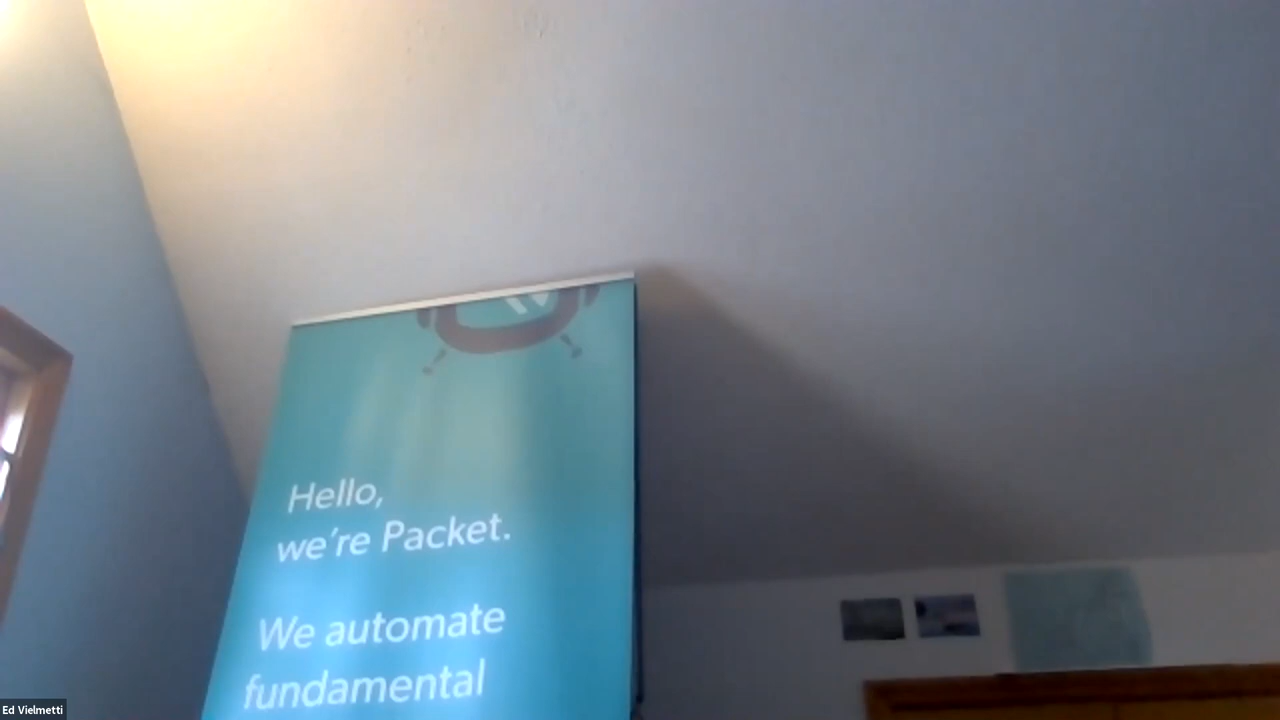 Hello,
we're Packet.
We automate
fundamental
Ed Vielmetti